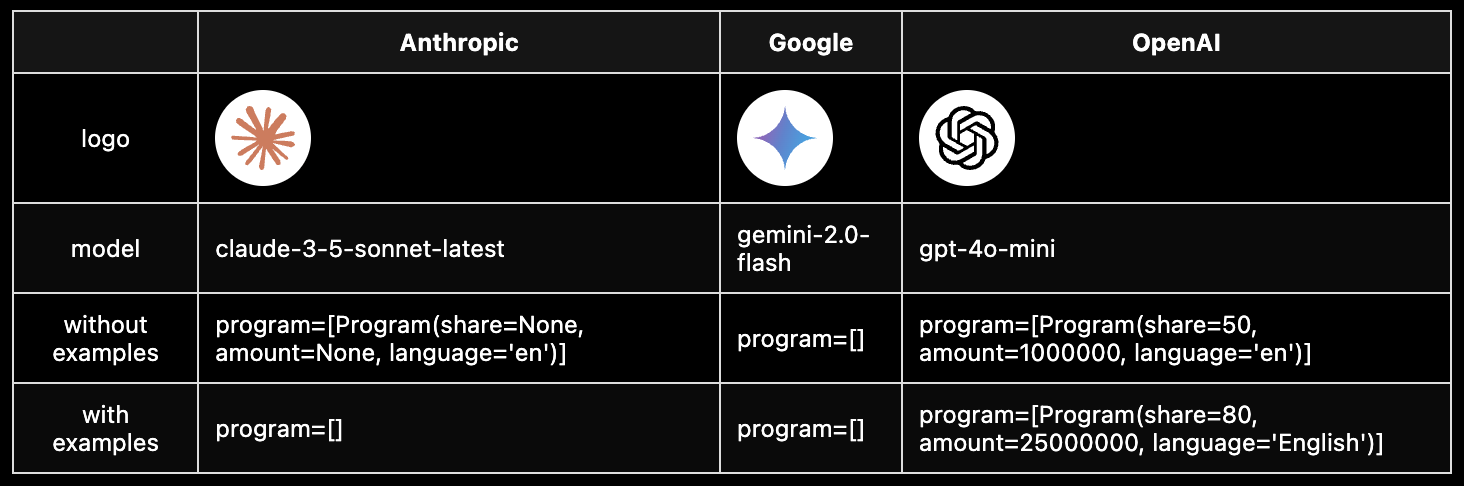 Anthropic Google OpenAI
logo
model claude-3-5-sonnet-latest gemini-2.0-
flash gpt-4o-mini
without
examples program=[Program(share=None,
amount=None, language='en')] program=[] program=[Program(share=50,
amount=1000000, language='en')]
with
examples program=[] program=[] program=[Program(share=80,
amount=25000000, language='English')]